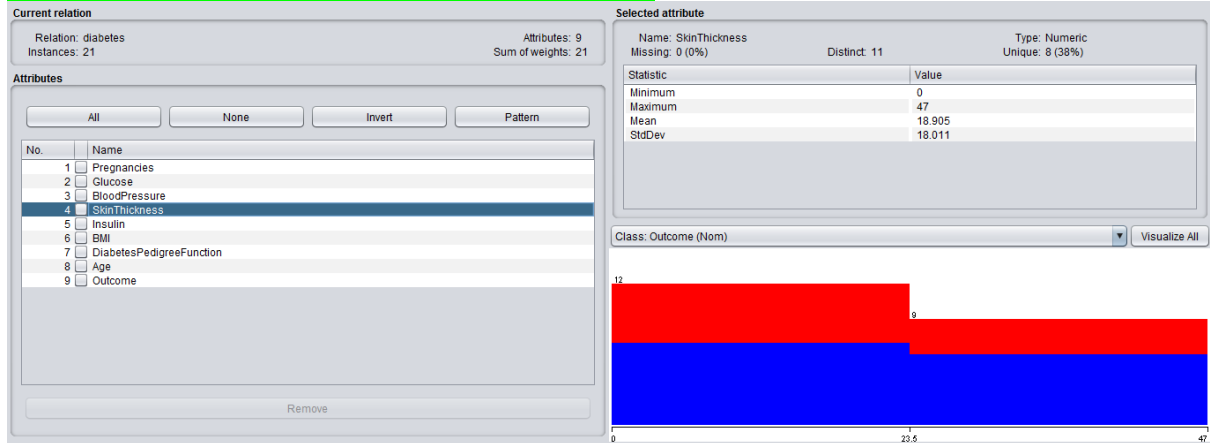 Current relation
Relation: diabetes
Attributes: 9
Instances: 21
Sum of weights: 21
Attributes
All
None
Invert
Pattern
No.
Name
1 Pregnancies
2 Glucose
3 BloodPressure
4 SkinThickness
5 Insulin
6 BMI
7 DiabetesPedigreeFunction
8 Age
9 Outcome
Remove
Selected attribute
Name: SkinThickness
Type: Numeric
Missing: 0 (0%)
Distinct: 11
Unique: 8 (38%)
Statistic
Value
Minimum
0
Maximum
47
Mean
18.905
StdDev
18.011
Class: Outcome (Nom)
Visualize All
12
9
0
23.5
47